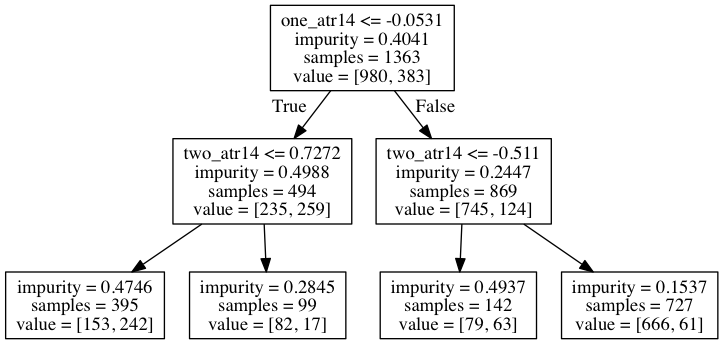 one_atr14 <= -0.0531
impurity = 0.4041
samples = 1363
value = [980, 383]
True
False
two_atr14 <= 0.7272
impurity = 0.4988
samples = 494
value = [235, 259]
two_atr14 <= -0.511
impurity = 0.2447
samples = 869
value = [745, 124]
impurity = 0.4746
samples = 395
value = [153, 242]
impurity = 0.2845
samples = 99
value = [82, 17]
impurity = 0.4937
samples = 142
value = [79, 63]
impurity = 0.1537
samples = 727
value = [666, 61]